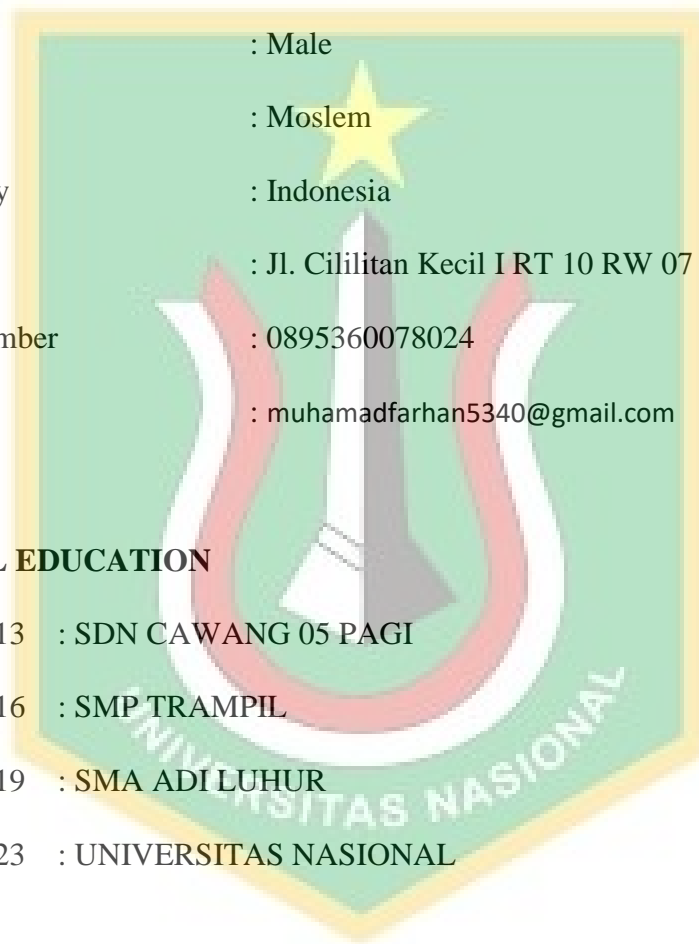 : Male
: Moslem
y : Indonesia
: Jl. Cililitan Kecil I RT 10 RW 07
mber : 0895360078024
: muhamadfarhan5340@gmail.com
L EDUCATION
13 : SDN CAWANG 05 PAGI
16 : SMP TRAMPIL
19 : SMA ADI LUHUR
23 : UNIVERSITAS NASIONAL
UNIVERSITAS NASIONAL